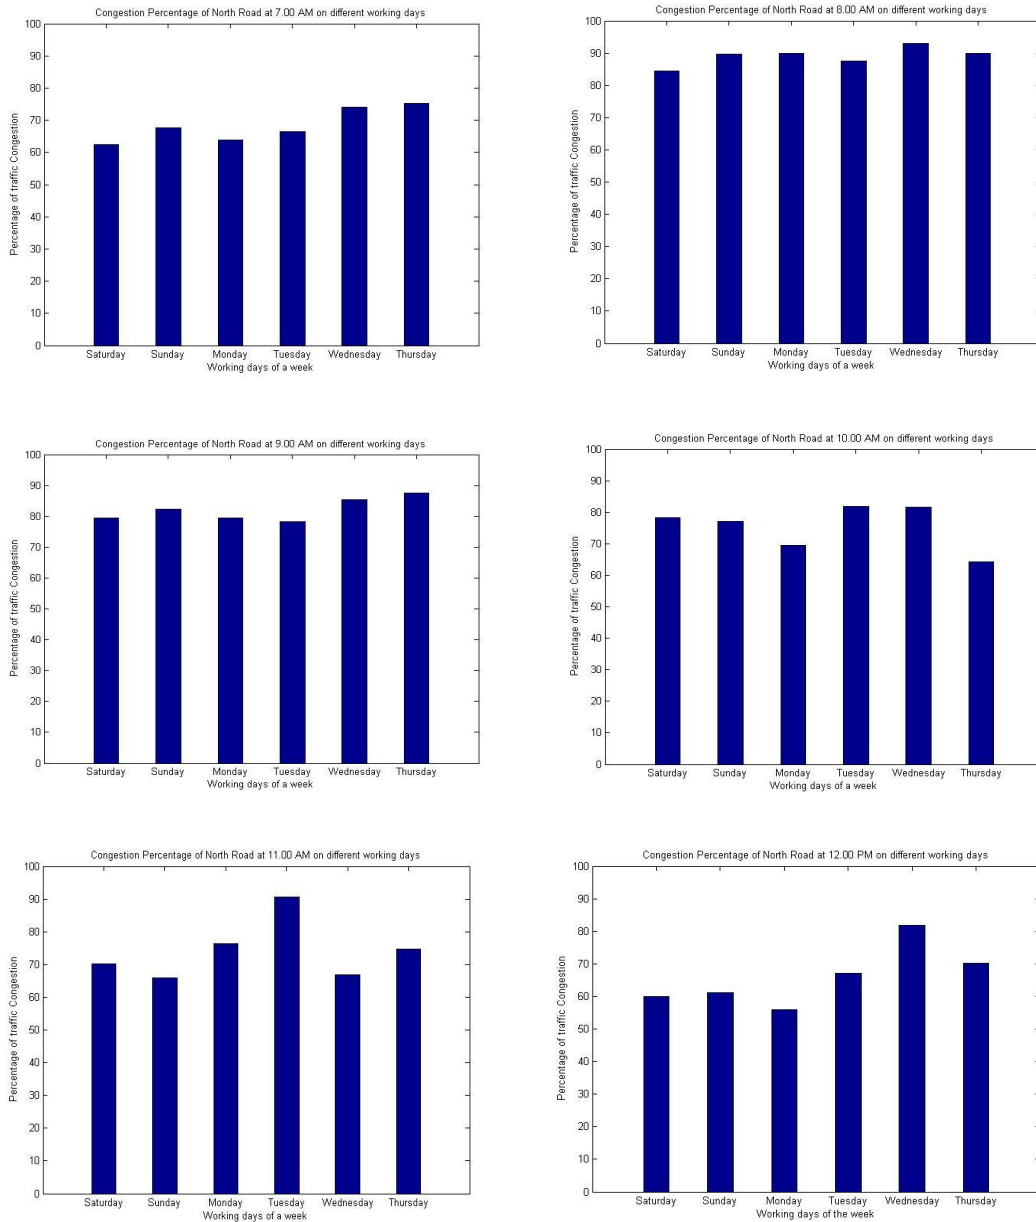 Congestion Percentage of North Road at 7.00 AM on different working days
100
90
80
70
60
50
40
30
20
10
0
Percentage of traffic Congestion
Saturday Sunday Monday Tuesday Wednesday Thursday
Working days of a week
Congestion Percentage of North Road at 8.00 AM on different working days
100
90
80
70
60
50
40
30
20
10
0
Percentage of traffic Congestion
Saturday Sunday Monday Tuesday Wednesday Thursday
Working days of a week
Congestion Percentage of North Road at 9.00 AM on different working days
100
90
80
70
60
50
40
30
20
10
0
Percentage of traffic Congestion
Saturday Sunday Monday Tuesday Wednesday Thursday
Working days of a week
Congestion Percentage of North Road at 10.00 AM on different working days
100
90
80
70
60
50
40
30
20
10
0
Percentage of traffic Congestion
Saturday Sunday Monday Tuesday Wednesday Thursday
Working days of a week
Congestion Percentage of North Road at 11.00 AM on different working days
100
90
80
70
60
50
40
30
20
10
0
Percentage of traffic Congestion
Saturday Sunday Monday Tuesday Wednesday Thursday
Working days of a week
Congestion Percentage of North Road at 12.00 PM on different working days
100
90
80
70
60
50
40
30
20
10
0
Percentage of traffic Congestion
Saturday Sunday Monday Tuesday Wednesday Thursday
Working days of the week